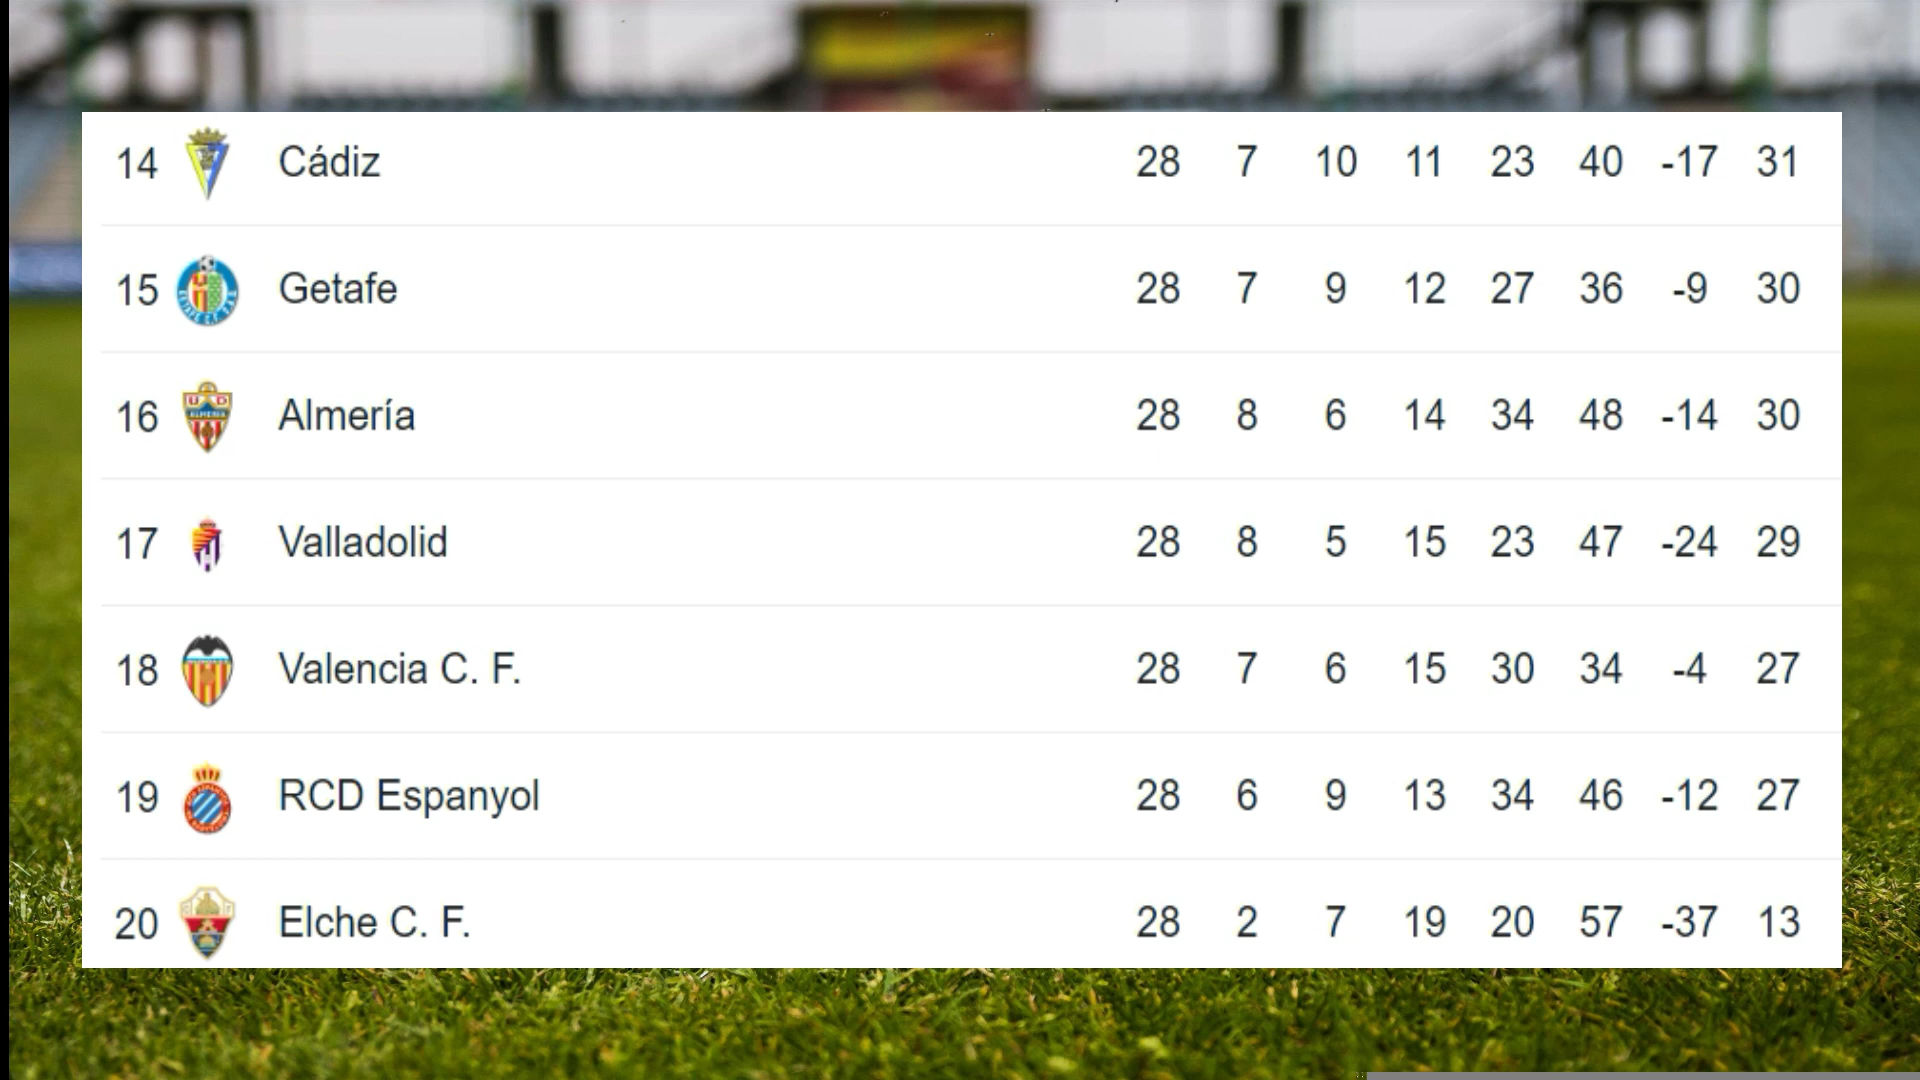 14 Cádiz 28 7 10 11 23 40 -17 31
15 Getafe 28 7 9 12 27 36 -9 30
16 Almería 28 8 6 14 34 48 -14 30
17 Valladolid 28 8 5 15 23 47 -24 29
18 Valencia C. F. 28 7 6 15 30 34 -4 27
19 RCD Espanyol 28 6 9 13 34 46 -12 27
20 Elche C. F. 28 2 7 19 20 57 -37 13